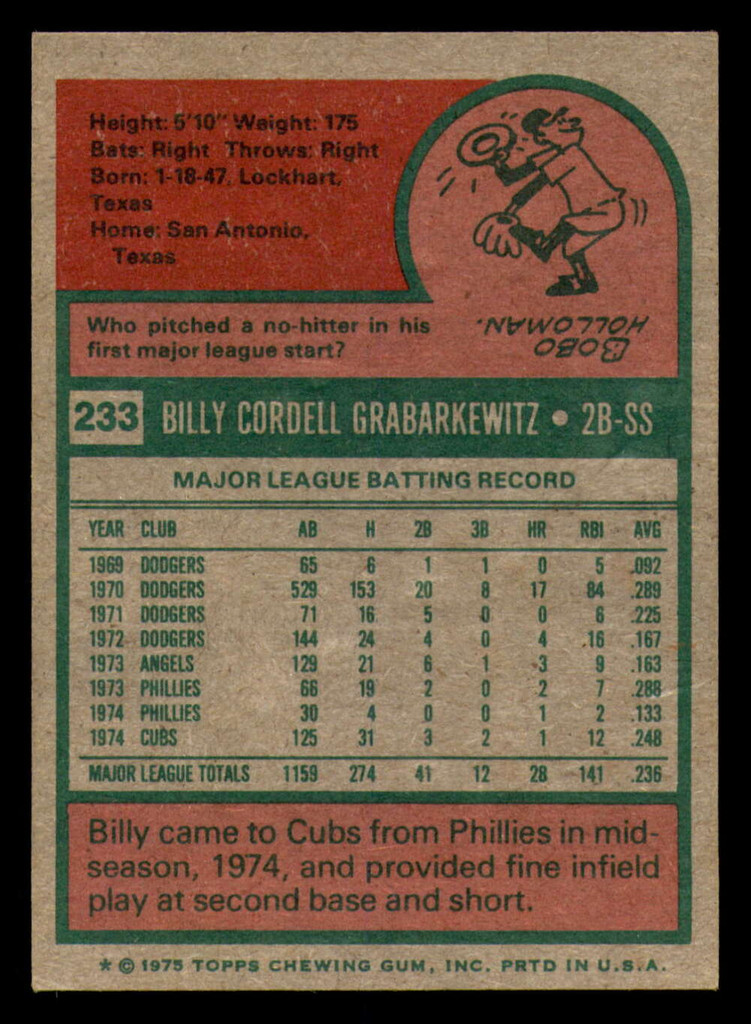 Height: 5'10" Weight: 175
Bats: Right Throws: Right
Born: 1-18-47, Lockhart,
Texas
Home: San Antonio,
Texas
Who pitched a no-hitter in his
first major league start?
BOBO
HOLLOMAN.
233 BILLY CORDELL GRABARKEWITZ • 2B-SS
MAJOR LEAGUE BATTING RECORD
YEAR CLUB AB H 2B 3B HR RBI AVG
1969 DODGERS 65 6 1 1 0 5 .092
1970 DODGERS 529 153 20 8 17 84 .289
1971 DODGERS 71 16 5 0 0 6 .225
1972 DODGERS 144 24 4 0 4 16 .167
1973 ANGELS 129 21 6 1 3 9 .163
1973 PHILLIES 66 19 2 0 2 7 .288
1974 PHILLIES 30 4 0 0 1 2 .133
1974 CUBS 125 31 3 2 1 12 .248
MAJOR LEAGUE TOTALS 1159 274 41 12 28 141 .236
Billy came to Cubs from Phillies in mid-
season, 1974, and provided fine infield
play at second base and short.
* © 1975 TOPPS CHEWING GUM, INC. PRTD IN U.S.A.